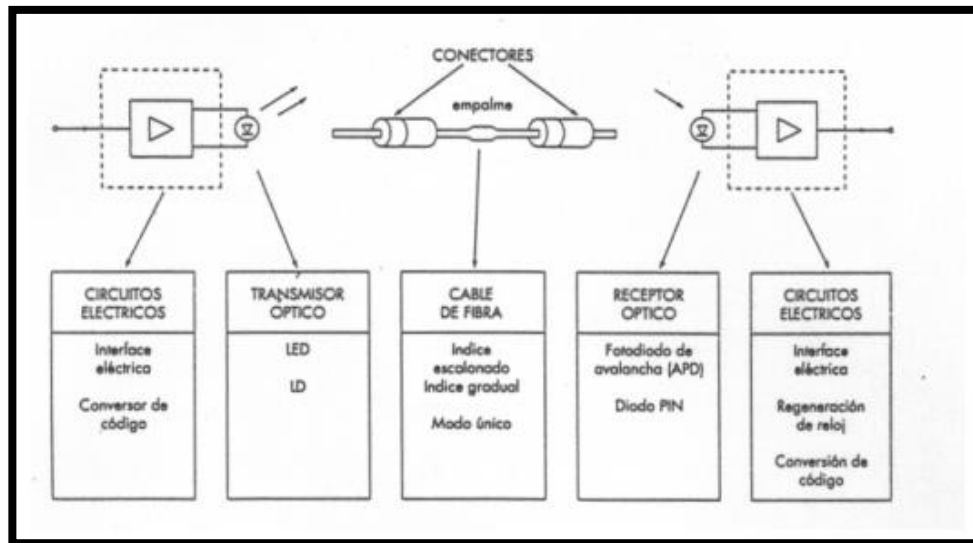 CONECTORES
empalme
CIRCUITOS
ELECTRICOS
Interface
eléctrica
Conversor de
código
TRANSMISOR
OPTICO
LED
LD
CABLE
DE FIBRA
Indice
escalonado
Indice gradual
Modo único
RECEPTOR
OPTICO
Fotodiodo de
avalancha (APD)
Diodo PIN
CIRCUITOS
ELECTRICOS
Interface
eléctrica
Regeneración
de reloj
Conversión de
código